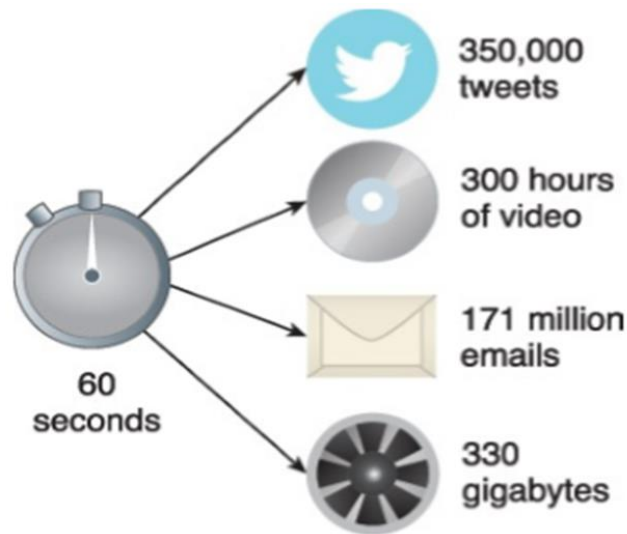 350,000
tweets
300 hours
of video
171 million
emails
60
seconds
330
gigabytes